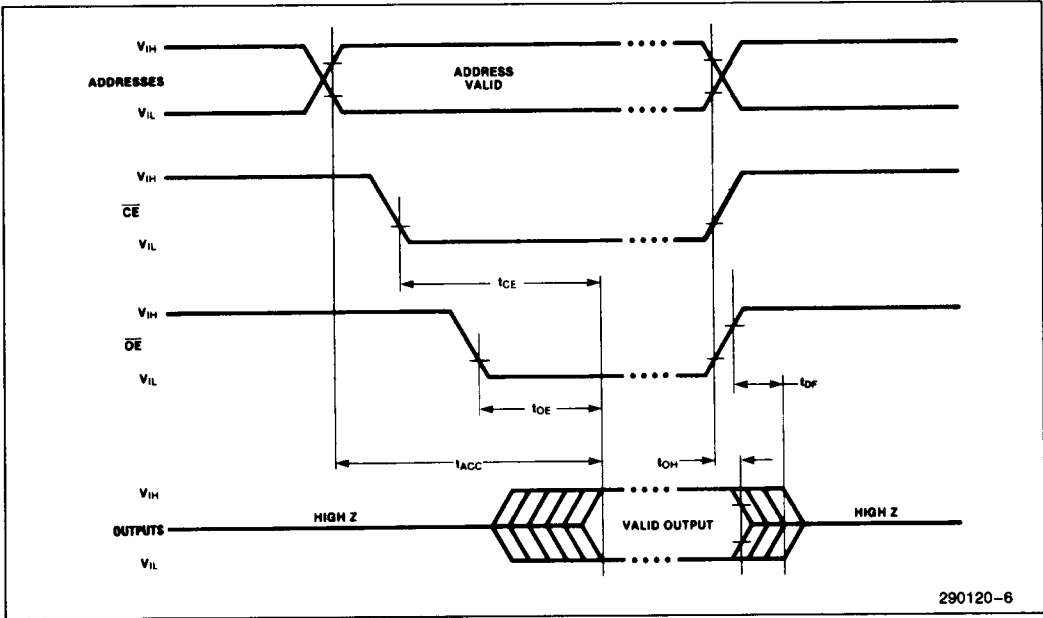 VIH
ADDRESSES
ADDRESS
VALID
VIL
VIH
CE
VIL
tCE
VIH
OE
VIL
tDF
tOE
tACC
tOH
VIH
HIGH Z
OUTPUTS
VALID OUTPUT
HIGH Z
VIL
290120-6